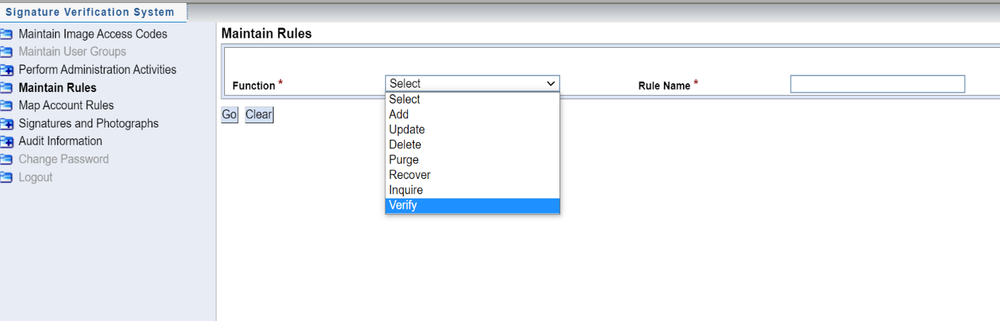 Signature Verification System
Maintain Image Access Codes
Maintain User Groups
Perform Administration Activities
Maintain Rules
Map Account Rules
Signatures and Photographs
Audit Information
Change Password
Logout
Maintain Rules
Function * Select Rule Name *
Select
Add
Update
Delete
Purge
Recover
Inquire
Verify
Go Clear